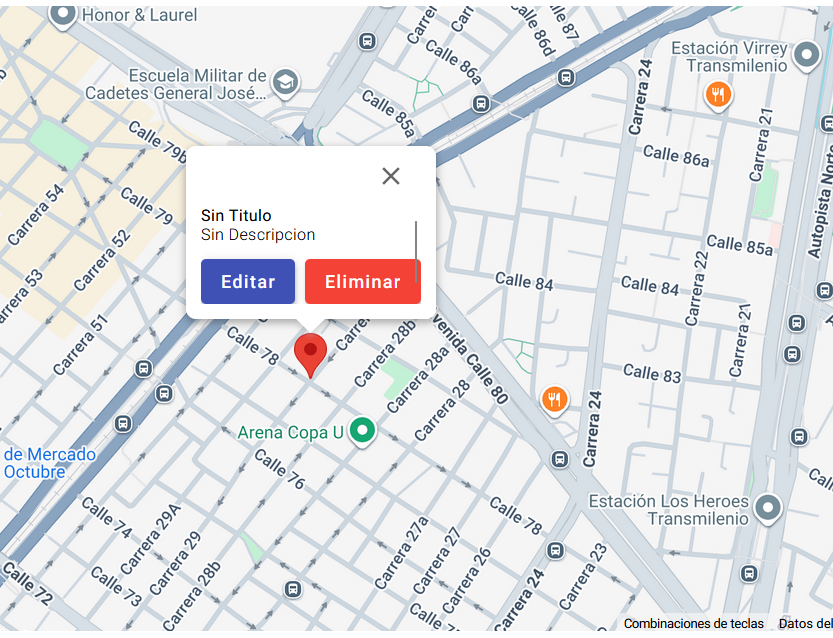 Honor & Laurel
Carrera
Calle 87
Calle 86d
Calle 86a
Estación Virrey
Transmilenio
Carrera 24
Escuela Militar de
Cadetes General José...
Calle 85a
Carrera 21
Calle 79b
Calle 86a
Carrera 54
Calle 79
Sin Titulo
Sin Descripcion
Editar
Eliminar
Carrera 52
Autopista Norte
Calle 85a
Calle 84
Calle 84
Carrera 22
Carrera 21
Carrera 51
Calle 78
Carrera 28b
Carrera 28a
Carrera 28
venida Calle 80
Calle 83
Carrera 24
Arena Copa U
de Mercado
Octubre
Calle 76
Estación Los Heroes
Transmilenio
Calle 74
Carrera 29A
Carrera 29
Calle 78
Carrera 27a
Carrera 27
Carrera 26
Carrera 23
Carrera 24
Calle 72
Calle 73
Carrera 28b
Combinaciones de teclas
Datos del